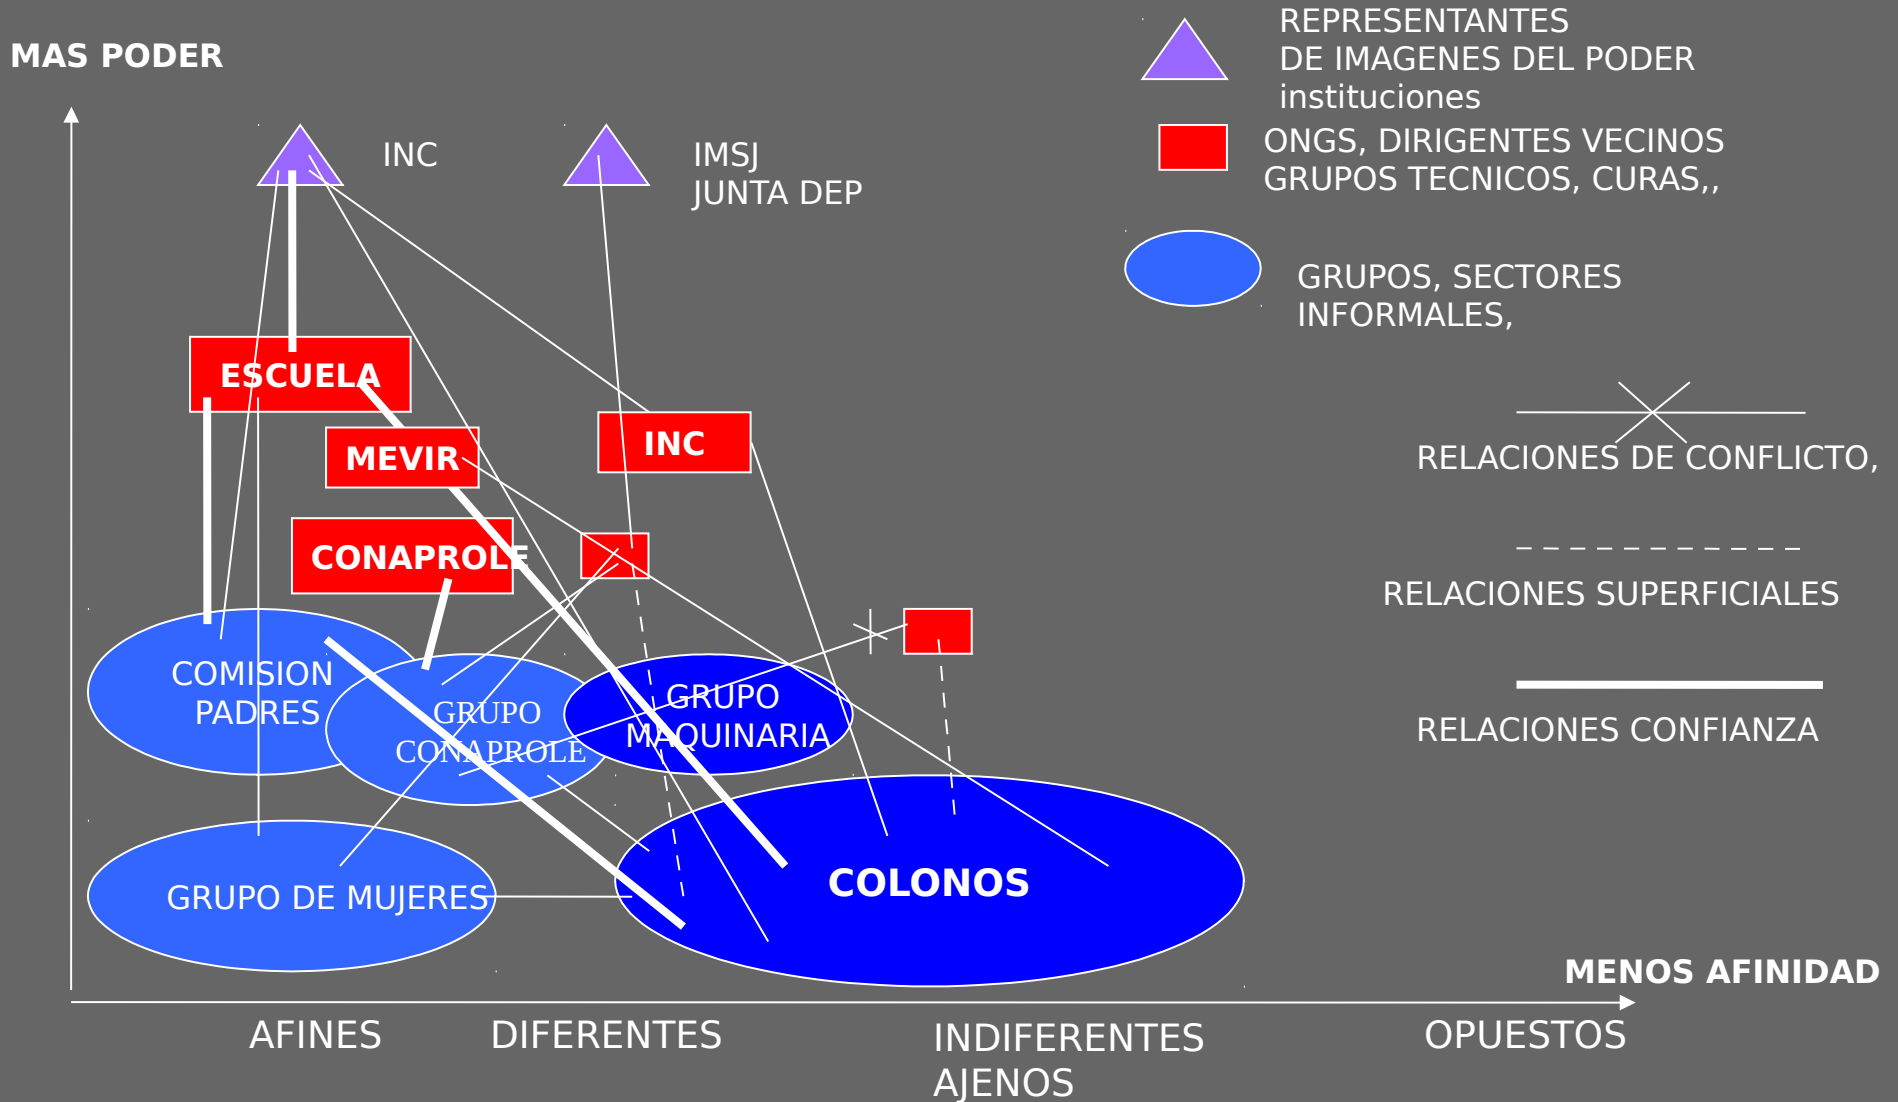 MAS PODER
REPRESENTANTES
DE IMAGENES DEL PODER
instituciones
ONGS, DIRIGENTES VECINOS
GRUPOS TECNICOS, CURAS,,
GRUPOS, SECTORES
INFORMALES,
RELACIONES DE CONFLICTO,
RELACIONES SUPERFICIALES
RELACIONES CONFIANZA
INC
IMSJ
JUNTA DEP
ESCUELA
MEVIR
INC
CONAPROLE
COMISION
PADRES
GRUPO
CONAPROLE
GRUPO
MAQUINARIA
GRUPO DE MUJERES
COLONOS
MENOS AFINIDAD
AFINES
DIFERENTES
INDIFERENTES
AJENOS
OPUESTOS